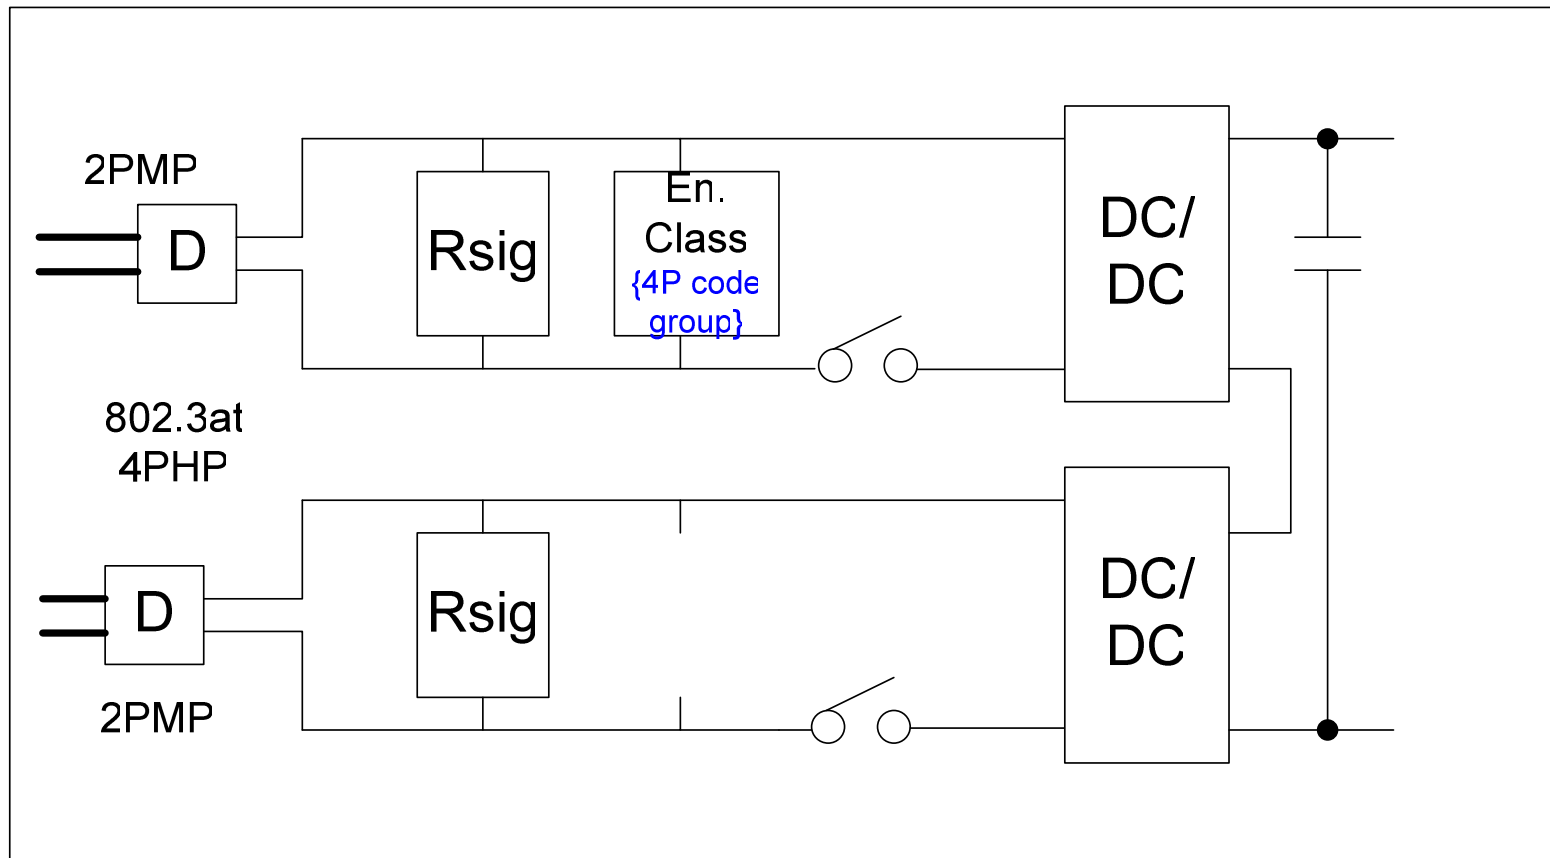 2PMP
D
Rsig
En.
Class
{4P code
group}
DC/
DC
802.3at
4PHP
D
Rsig
DC/
DC
2PMP